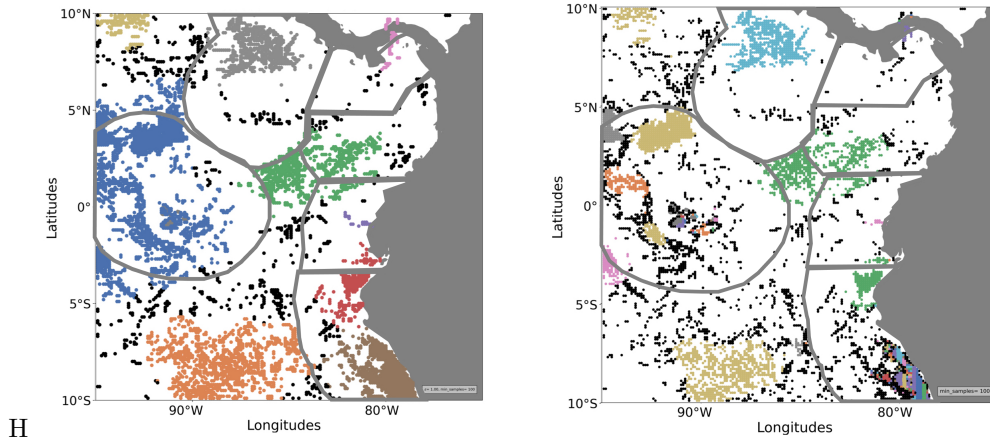 10°N 10°N
5°N 5°N
Latitudes Latitudes
0° 0°
5°S 5°S
min_samples= 100
10°S 10°S
90°W 80°W 90°W 80°W
H Longitudes Longitudes